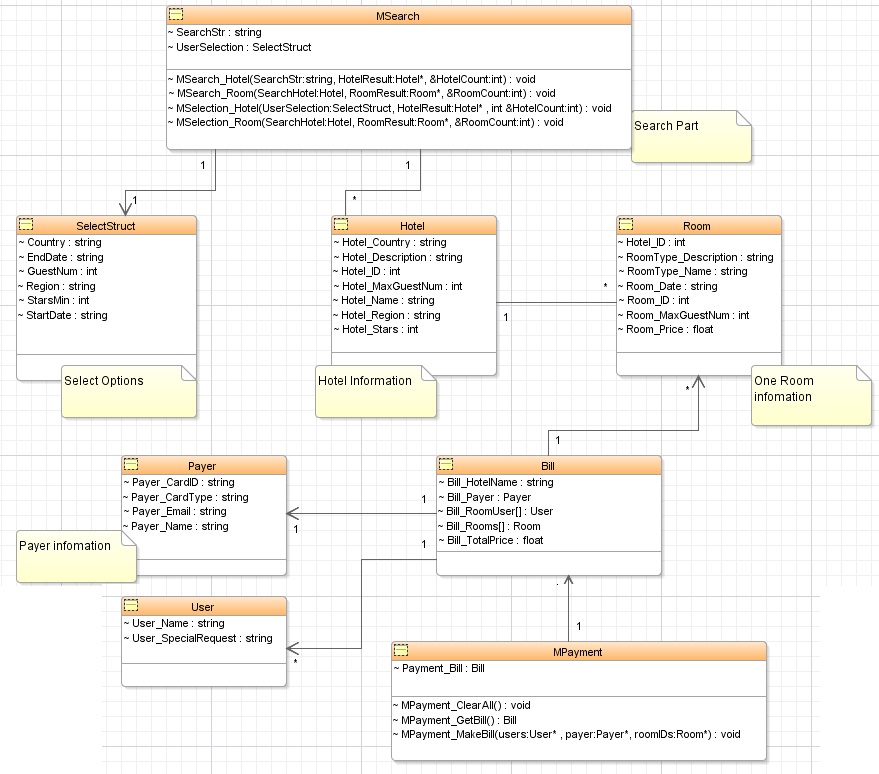 MSearch
~ SearchStr : string
~ UserSelection : SelectStruct
~ MSearch_Hotel(SearchStr:string, HotelResult:Hotel*, &HotelCount:int) : void
~ MSearch_Room(SearchHotel:Hotel, RoomResult:Room*, &RoomCount:int) : void
~ MSelection_Hotel(UserSelection:SelectStruct, HotelResult:Hotel* , int &HotelCount:int) : void
~ MSelection_Room(SearchHotel:Hotel, RoomResult:Room*, &RoomCount:int) : void
Search Part
1
1
1
*
SelectStruct
~ Country : string
~ EndDate : string
~ GuestNum : int
~ Region : string
~ StarsMin : int
~ StartDate : string
Select Options
Hotel
~ Hotel_Country : string
~ Hotel_Description : string
~ Hotel_ID : int
~ Hotel_MaxGuestNum : int
~ Hotel_Name : string
~ Hotel_Region : string
~ Hotel_Stars : int
Hotel Information
*
1
Room
~ Hotel_ID : int
~ RoomType_Description : string
~ RoomType_Name : string
~ Room_Date : string
~ Room_ID : int
~ Room_MaxGuestNum : int
~ Room_Price : float
One Room
infomation
*
1
Payer
~ Payer_CardID : string
~ Payer_CardType : string
~ Payer_Email : string
~ Payer_Name : string
Payer infomation
1
1
1
Bill
~ Bill_HotelName : string
~ Bill_Payer : Payer
~ Bill_RoomUser[] : User
~ Bill_Rooms[] : Room
~ Bill_TotalPrice : float
User
~ User_Name : string
~ User_SpecialRequest : string
*
.
1
MPayment
~ Payment_Bill : Bill
~ MPayment_ClearAll() : void
~ MPayment_GetBill() : Bill
~ MPayment_MakeBill(users:User* , payer:Payer*, roomIDs:Room*) : void